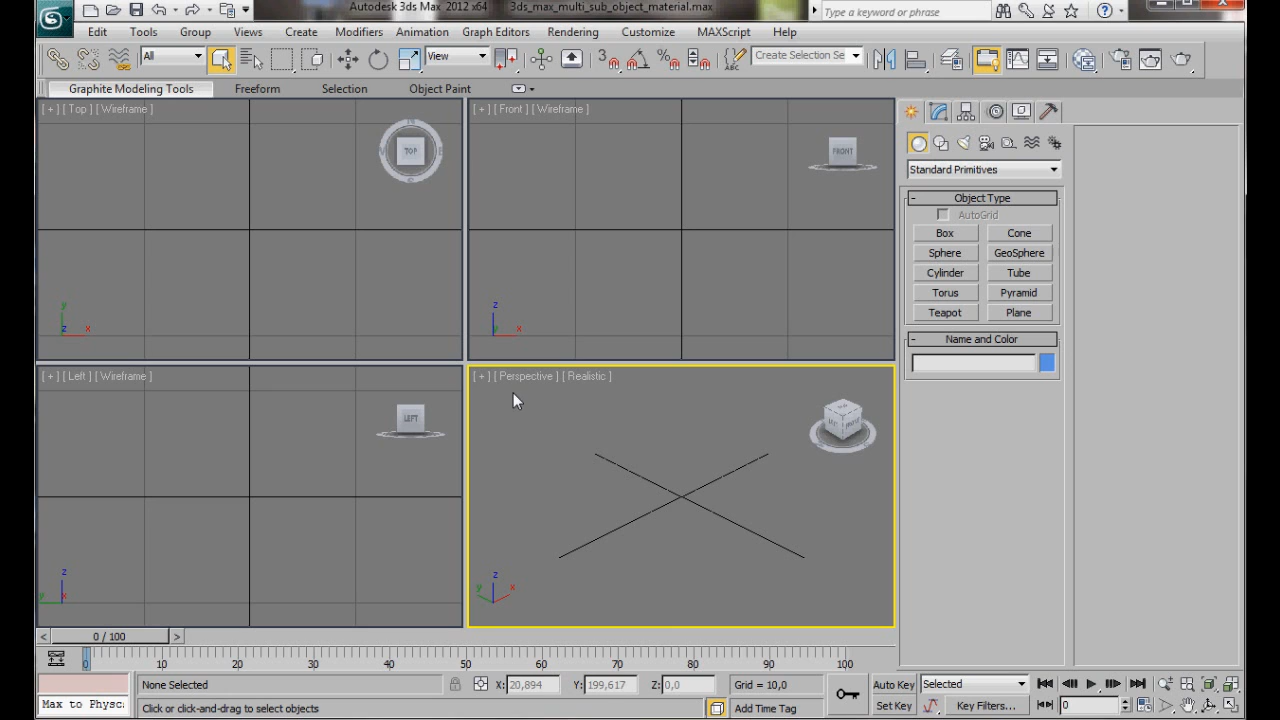 Autodesk 3ds Max 2012 x64 3ds_max_multi_sub_object_material.max Type a keyword or phrase
Edit Tools Group Views Create Modifiers Animation Graph Editors Rendering Customize MAXScript Help
All View Create Selection Se
Graphite Modeling Tools Freeform Selection Object Paint
[ + ] [ Top ] [ Wireframe ]
TOP
[ + ] [ Front ] [ Wireframe ]
FRONT
y
z x
z
y x
[ + ] [ Left ] [ Wireframe ]
LEFT
[ + ] [ Perspective ] [ Realistic ]
z
y x
z
y x
Standard Primitives
- Object Type
AutoGrid
Box Cone
Sphere GeoSphere
Cylinder Tube
Torus Pyramid
Teapot Plane
- Name and Color
< 0 / 100 >
0 10 20 30 40 50 60 70 80 90 100
None Selected X: 20,894 Y: 199,617 Z: 0,0 Grid = 10,0 Auto Key Selected
Max to Physc: Click or click-and-drag to select objects Add Time Tag Set Key Key Filters... 0